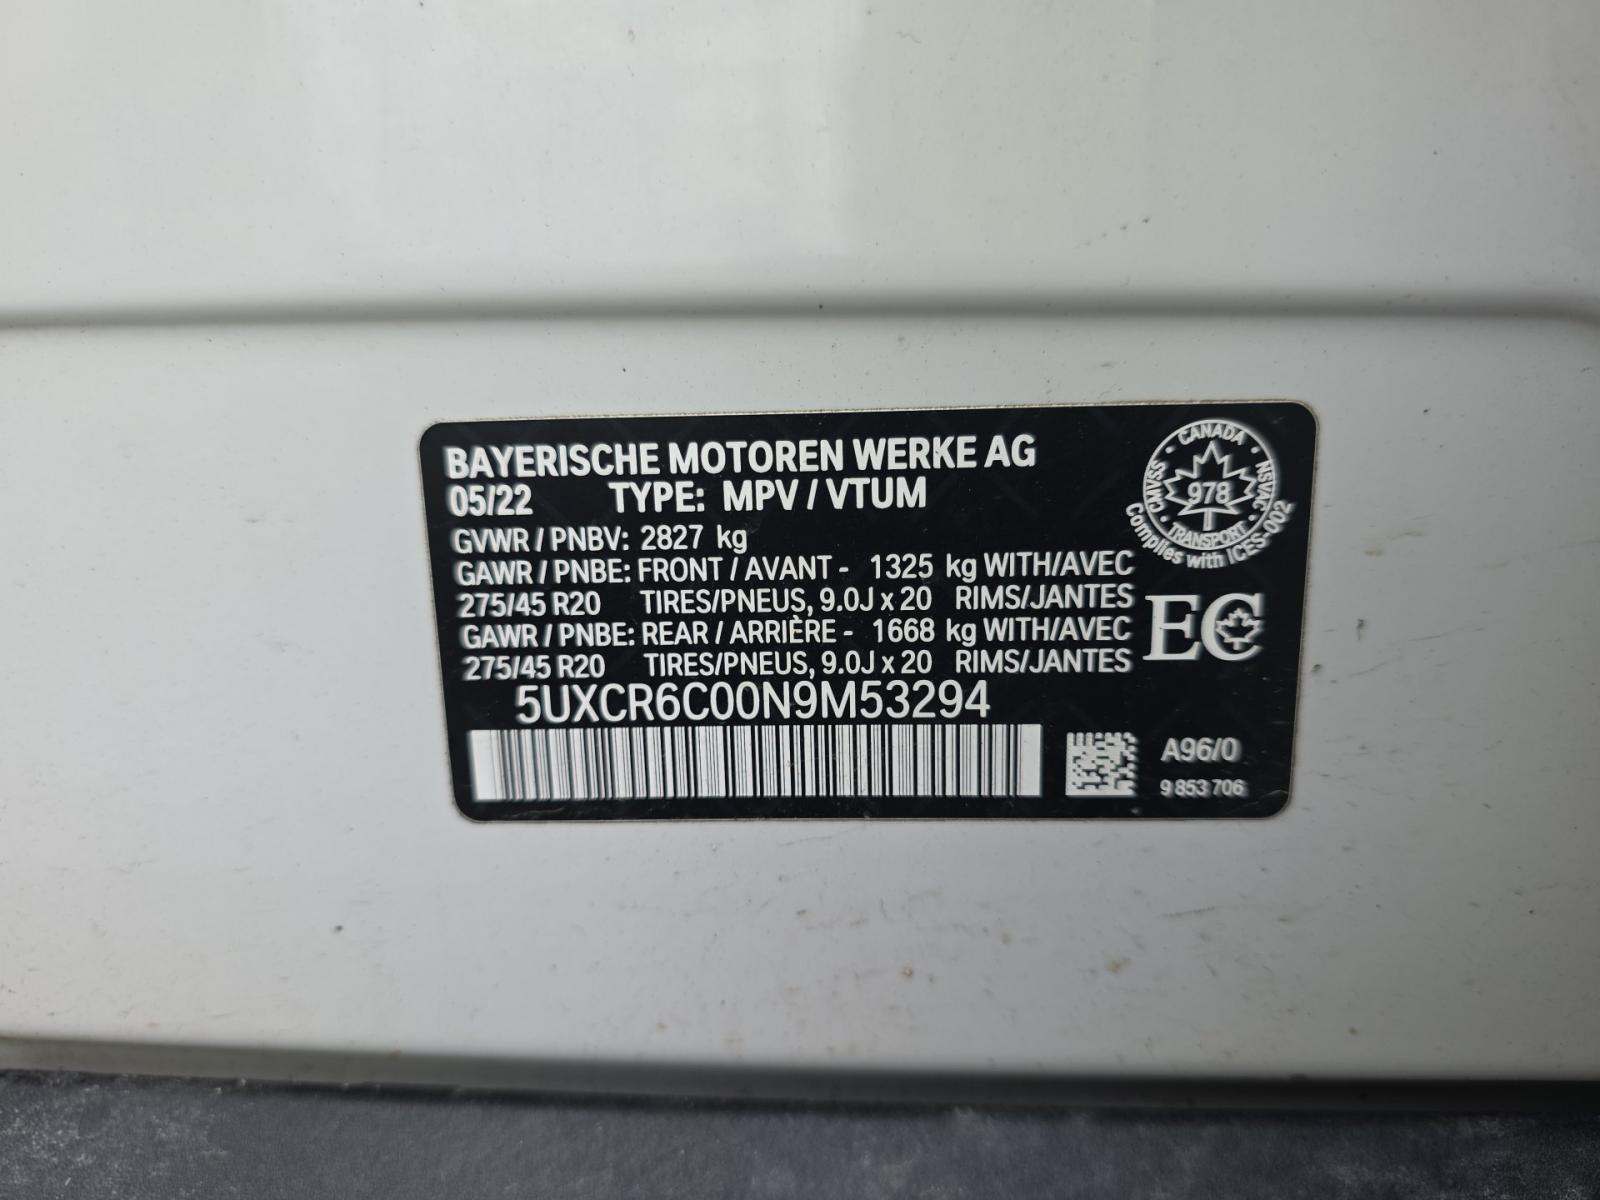 BAYERISCHE MOTOREN WERKE AG
05/22 TYPE: MPV / VTUM
GVWR / PNBV: 2827 kg
GAWR / PNBE: FRONT / AVANT - 1325 kg WITH/AVEC
275/45 R20 TIRES/PNEUS, 9.0J x 20 RIMS/JANTES
GAWR / PNBE: REAR / ARRIÈRE - 1668 kg WITH/AVEC
275/45 R20 TIRES/PNEUS, 9.0J x 20 RIMS/JANTES
5UXCR6C00N9M53294
CANADA
CMVSS
NSVAC
978
TRANSPORT
Complies with ICES-002
EC
A96/0
9 853 706